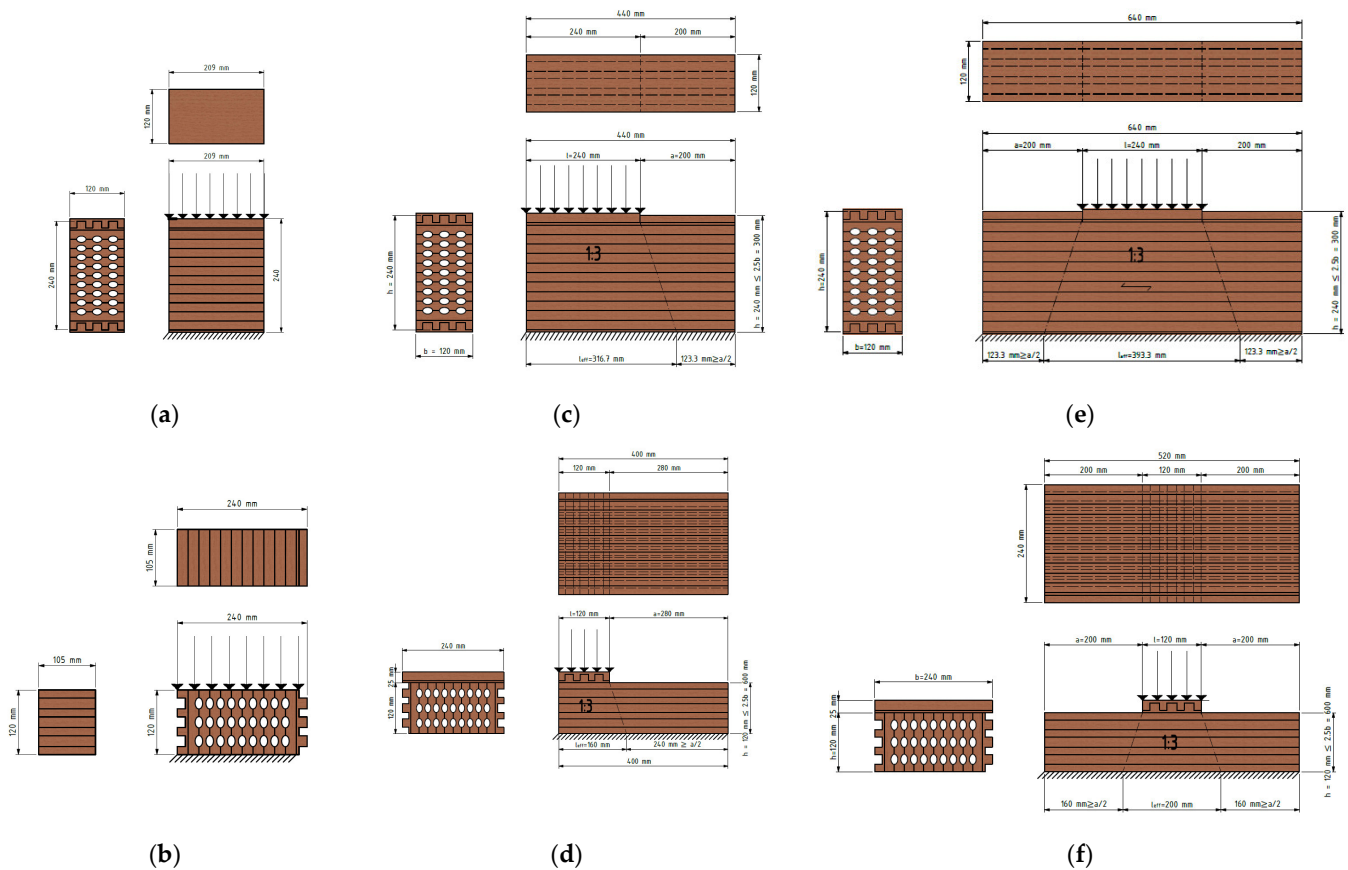 209 mm
120 mm
209 mm
120 mm
240 mm
240
(a)
440 mm
240 mm
200 mm
120 mm
440 mm
l=240 mm
a=200 mm
1:3
h = 240 mm
h = 240 mm ≤ 2.5b = 300 mm
b = 120 mm
leff=316.7 mm
123.3 mm≥a/2
(c)
640 mm
120 mm
640 mm
a=200 mm
l=240 mm
200 mm
1:3
h=240 mm
h = 240 mm ≤ 2.5b = 300 mm
b=120 mm
123.3 mm≥a/2
leff=393.3 mm
123.3 mm≥a/2
(e)
240 mm
105 mm
240 mm
105 mm
120 mm
120 mm
(b)
400 mm
120 mm
280 mm
l=120 mm
a=280 mm
240 mm
25 mm
120 mm
1:3
h = 120 mm ≤ 2.5b = 600 mm
leff=160 mm
240 mm ≥ a/2
400 mm
(d)
520 mm
200 mm
120 mm
200 mm
240 mm
a=200 mm
l=120 mm
a=200 mm
b=240 mm
25 mm
h=120 mm
1:3
h = 120 mm ≤ 2.5b = 600 mm
160 mm≥a/2
leff=200 mm
160 mm≥a/2
(f)